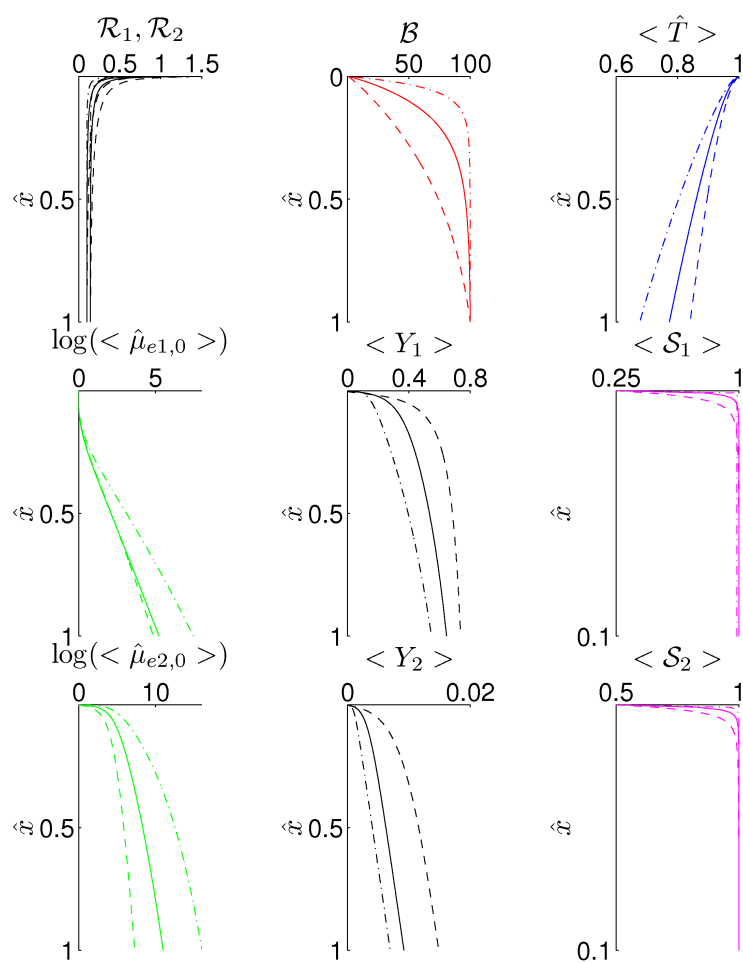 R₁, R₂
0 0.5 1 1.5
x̂
0
0.5
1
B
50 100
x̂
0
0.5
1
< T̂ >
0.6 0.8 1
x̂
0
0.5
1
log(< μ̂ₑ₁,₀ >)
0 5
x̂
0.5
1
< Y₁ >
0 0.4 0.8
x̂
0.5
1
< S₁ >
0.25 1
x̂
0.1
log(< μ̂ₑ₂,₀ >)
0 10
x̂
0.5
1
< Y₂ >
0 0.02
x̂
0.5
1
< S₂ >
0.5 1
x̂
0.1